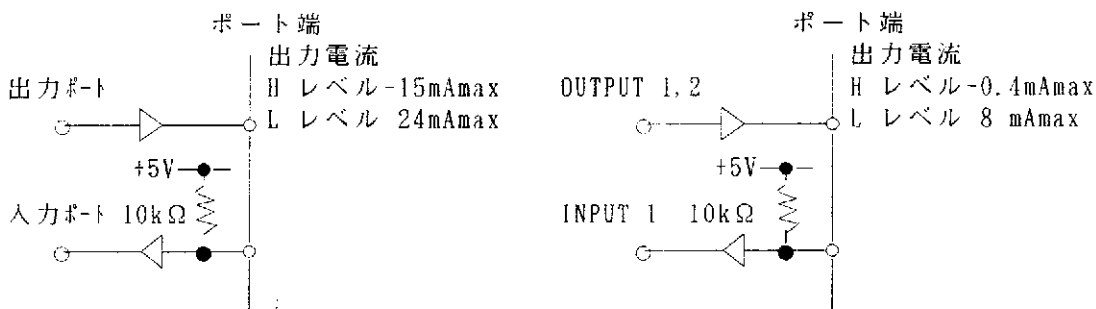 ポート端
出力電流
出力ポート
H レベル-15mAmax
L レベル 24mAmax
+5V
入力ポート 10kΩ
ポート端
出力電流
OUTPUT 1,2
H レベル-0.4mAmax
L レベル 8 mAmax
+5V
INPUT 1 10kΩ